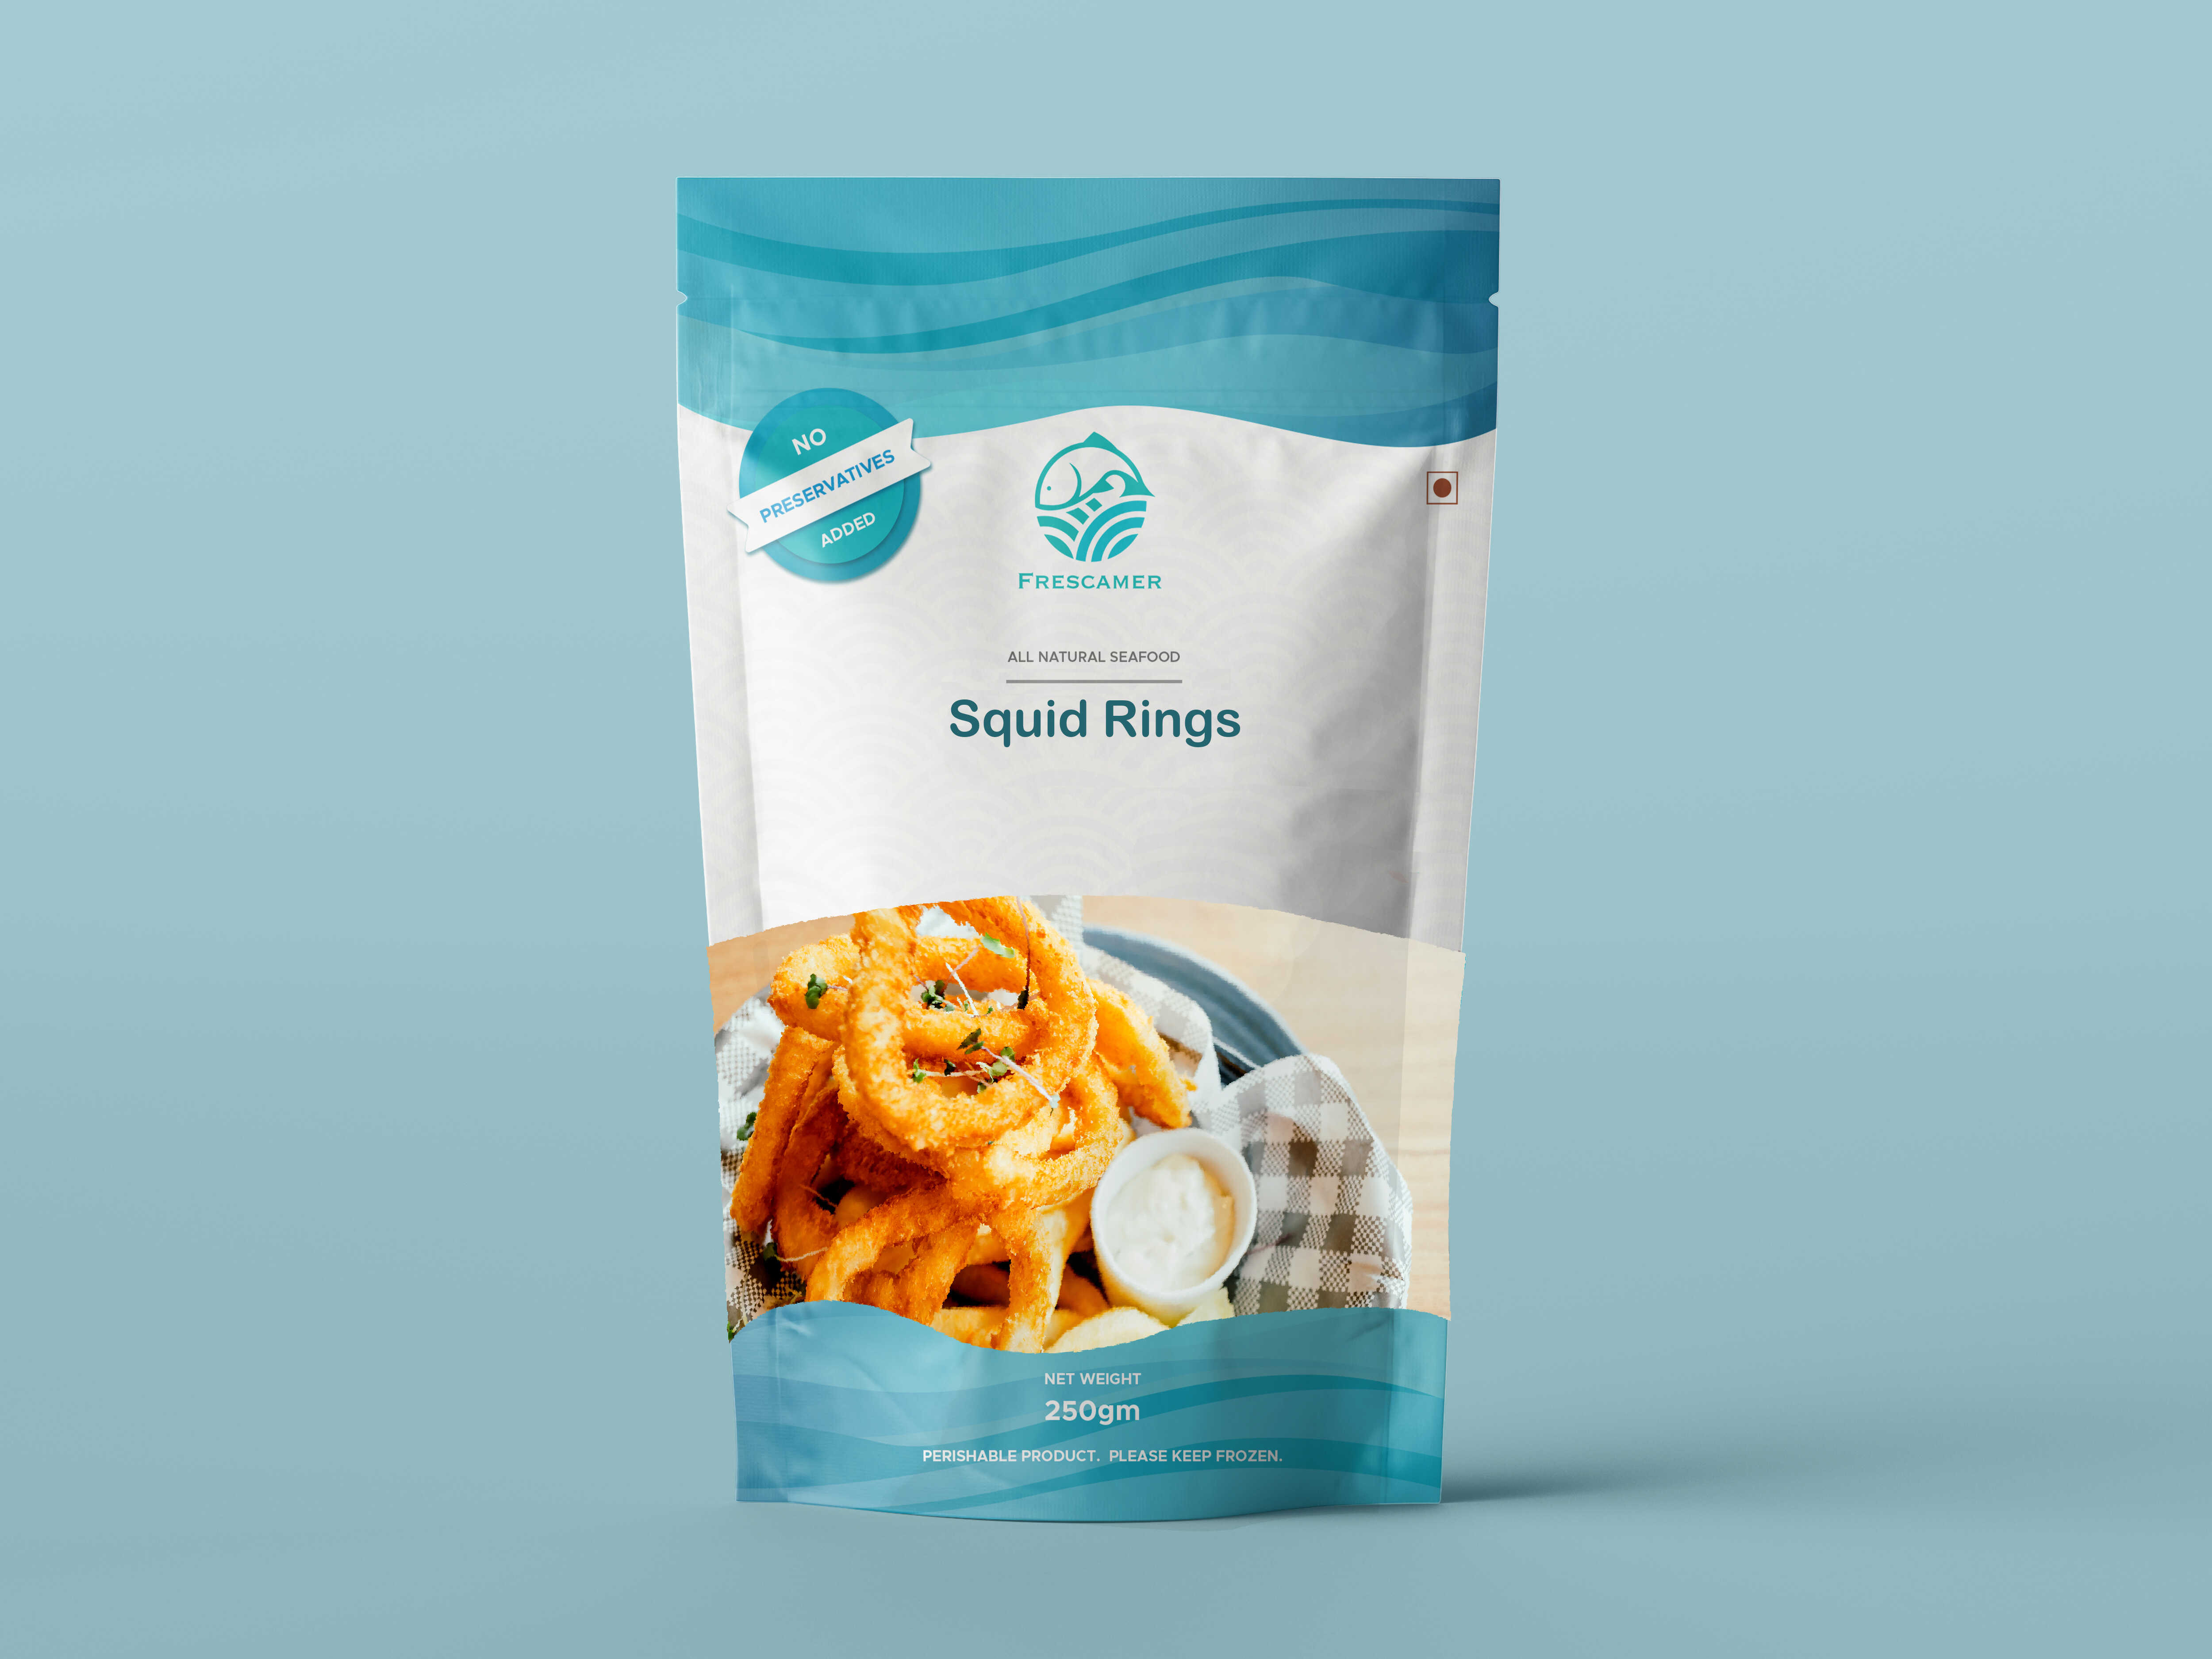 NO
PRESERVATIVES
ADDED
FRESCAMER
ALL NATURAL SEAFOOD
Squid Rings
NET WEIGHT
250gm
PERISHABLE PRODUCT. PLEASE KEEP FROZEN.